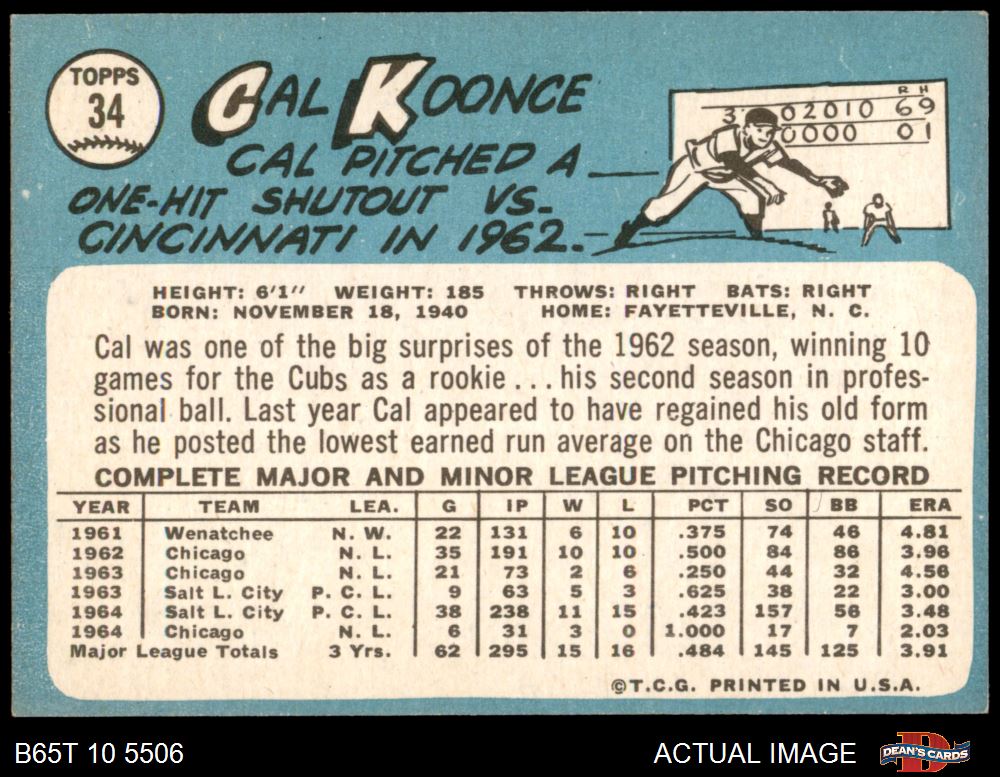 TOPPS
34
CAL KOONCE
CAL PITCHED A
ONE-HIT SHUTOUT VS.
CINCINNATI IN 1962.
R H
3 02010 69
0000 01
HEIGHT: 6'1" WEIGHT: 185 THROWS: RIGHT BATS: RIGHT
BORN: NOVEMBER 18, 1940 HOME: FAYETTEVILLE, N. C.
Cal was one of the big surprises of the 1962 season, winning 10
games for the Cubs as a rookie ... his second season in profes-
sional ball. Last year Cal appeared to have regained his old form
as he posted the lowest earned run average on the Chicago staff.
COMPLETE MAJOR AND MINOR LEAGUE PITCHING RECORD
YEAR TEAM LEA. G IP W L PCT SO BB ERA
1961 Wenatchee N. W. 22 131 6 10 .375 74 46 4.81
1962 Chicago N. L. 35 191 10 10 .500 84 86 3.96
1963 Chicago N. L. 21 73 2 6 .250 44 32 4.56
1963 Salt L. City P. C. L. 9 63 5 3 .625 38 22 3.00
1964 Salt L. City P. C. L. 38 238 11 15 .423 157 56 3.48
1964 Chicago N. L. 6 31 3 0 1.000 17 7 2.03
Major League Totals 3 Yrs. 62 295 15 16 .484 145 125 3.91
©T.C.G. PRINTED IN U.S.A.
B65T 10 5506 ACTUAL IMAGE DEAN'S CARDS